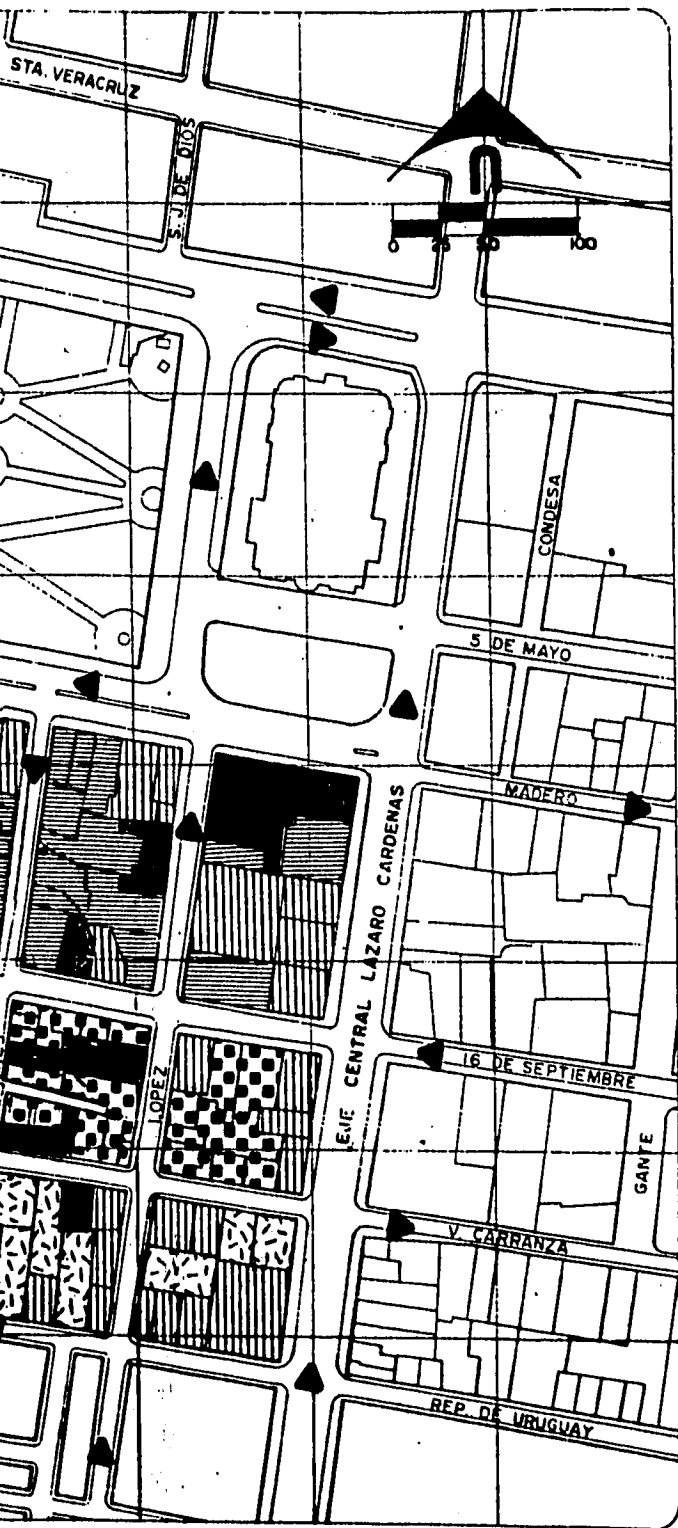 STA. VERACRUZ
S. J. DE DIOS
0 25 50 100
CONDESA
5 DE MAYO
MADERO
EJE CENTRAL LAZARO CARDENAS
16 DE SEPTIEMBRE
LOPEZ
GANTE
V. CARRANZA
REP. DE URUGUAY